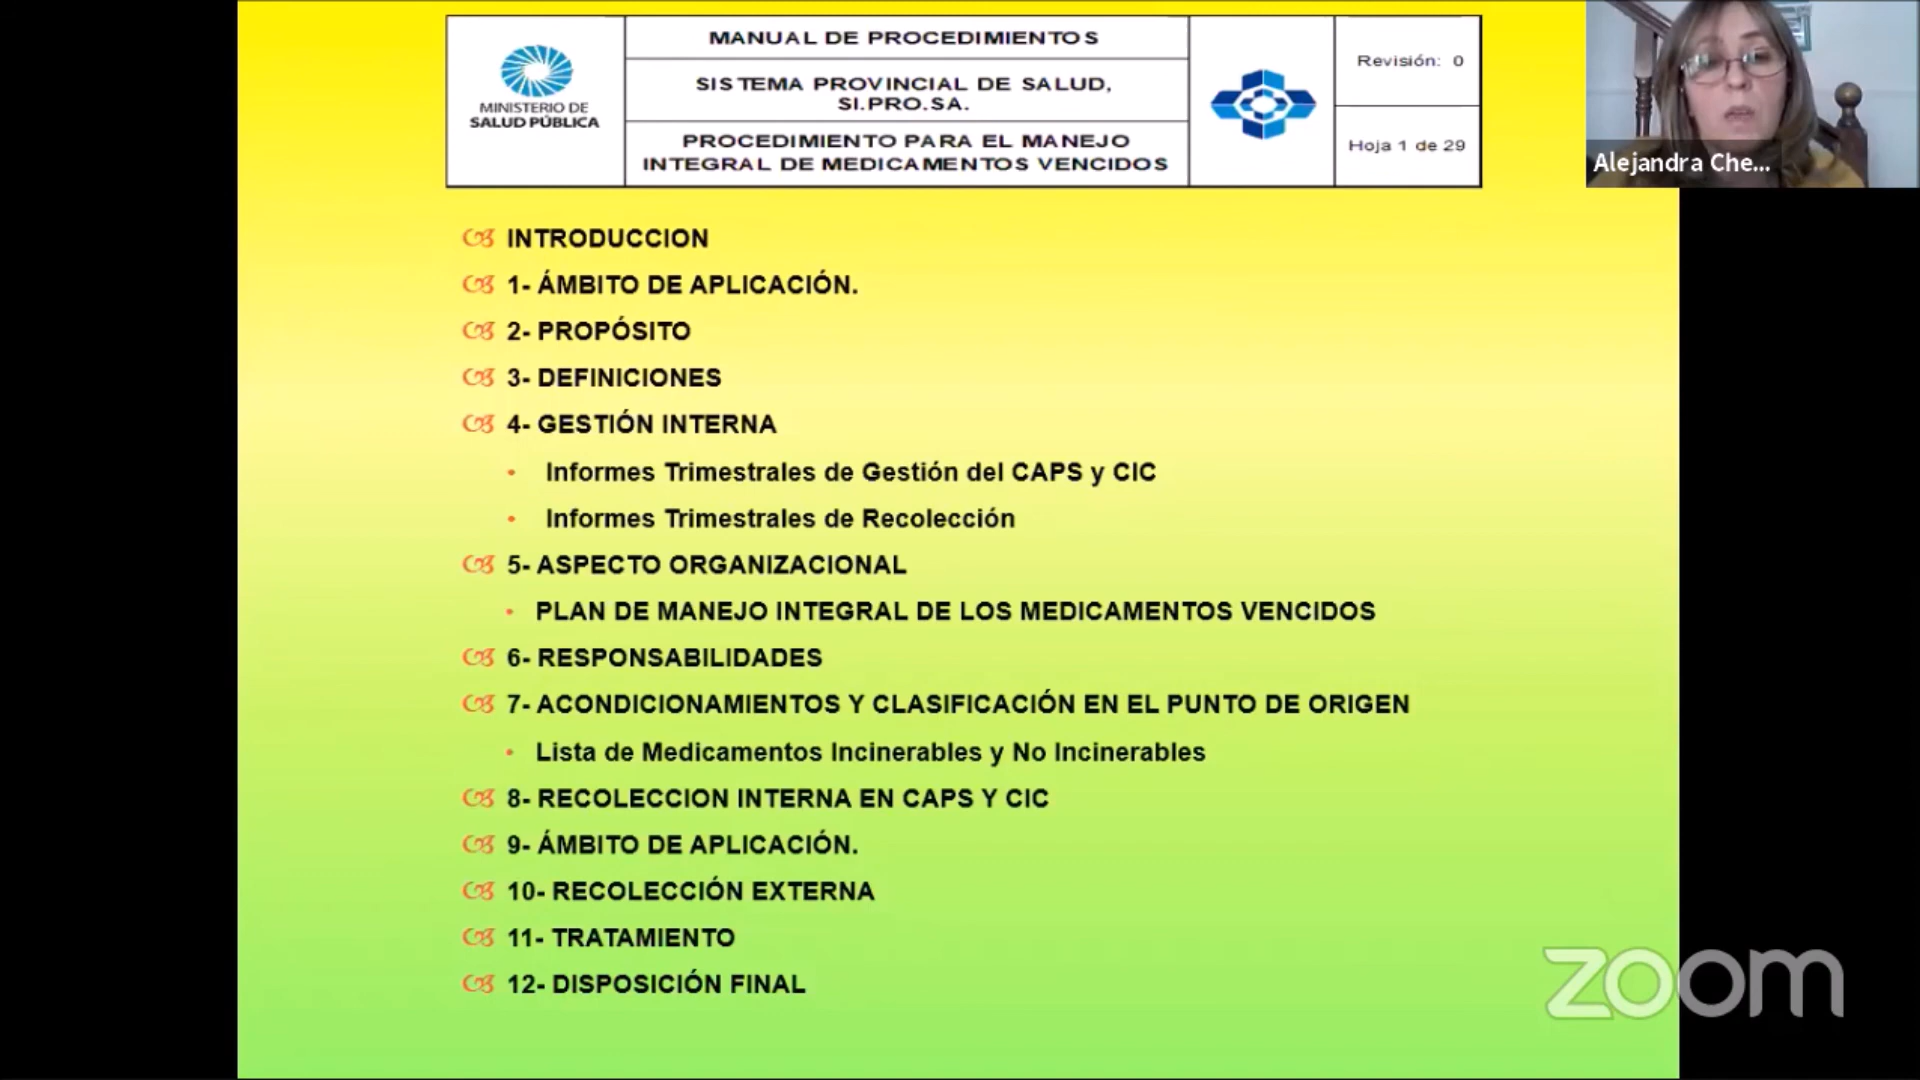 MINISTERIO DE
SALUD PÚBLICA
MANUAL DE PROCEDIMIENTOS
SISTEMA PROVINCIAL DE SALUD,
SI.PRO.SA.
PROCEDIMIENTO PARA EL MANEJO
INTEGRAL DE MEDICAMENTOS VENCIDOS
Revisión: 0
Hoja 1 de 29
Alejandra Che...
INTRODUCCION
1- ÁMBITO DE APLICACIÓN.
2- PROPÓSITO
3- DEFINICIONES
4- GESTIÓN INTERNA
• Informes Trimestrales de Gestión del CAPS y CIC
• Informes Trimestrales de Recolección
5- ASPECTO ORGANIZACIONAL
• PLAN DE MANEJO INTEGRAL DE LOS MEDICAMENTOS VENCIDOS
6- RESPONSABILIDADES
7- ACONDICIONAMIENTOS Y CLASIFICACIÓN EN EL PUNTO DE ORIGEN
• Lista de Medicamentos Incinerables y No Incinerables
8- RECOLECCION INTERNA EN CAPS Y CIC
9- ÁMBITO DE APLICACIÓN.
10- RECOLECCIÓN EXTERNA
11- TRATAMIENTO
12- DISPOSICIÓN FINAL
zoom